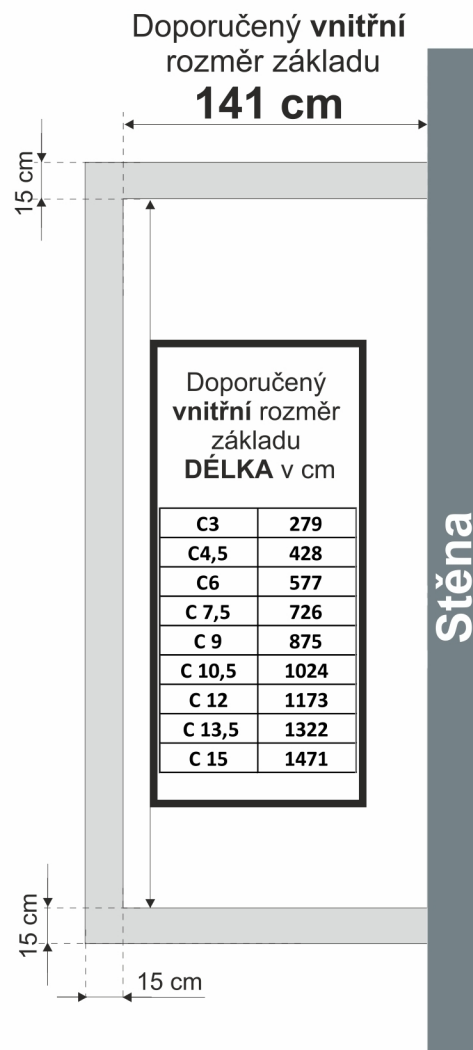 Doporučený vnitřní
rozměr základu
141 cm
15 cm
Doporučený
vnitřní rozměr
základu
DÉLKA v cm
C3 279
C4,5 428
C6 577
C 7,5 726
C 9 875
C 10,5 1024
C 12 1173
C 13,5 1322
C 15 1471
Stěna
15 cm
15 cm